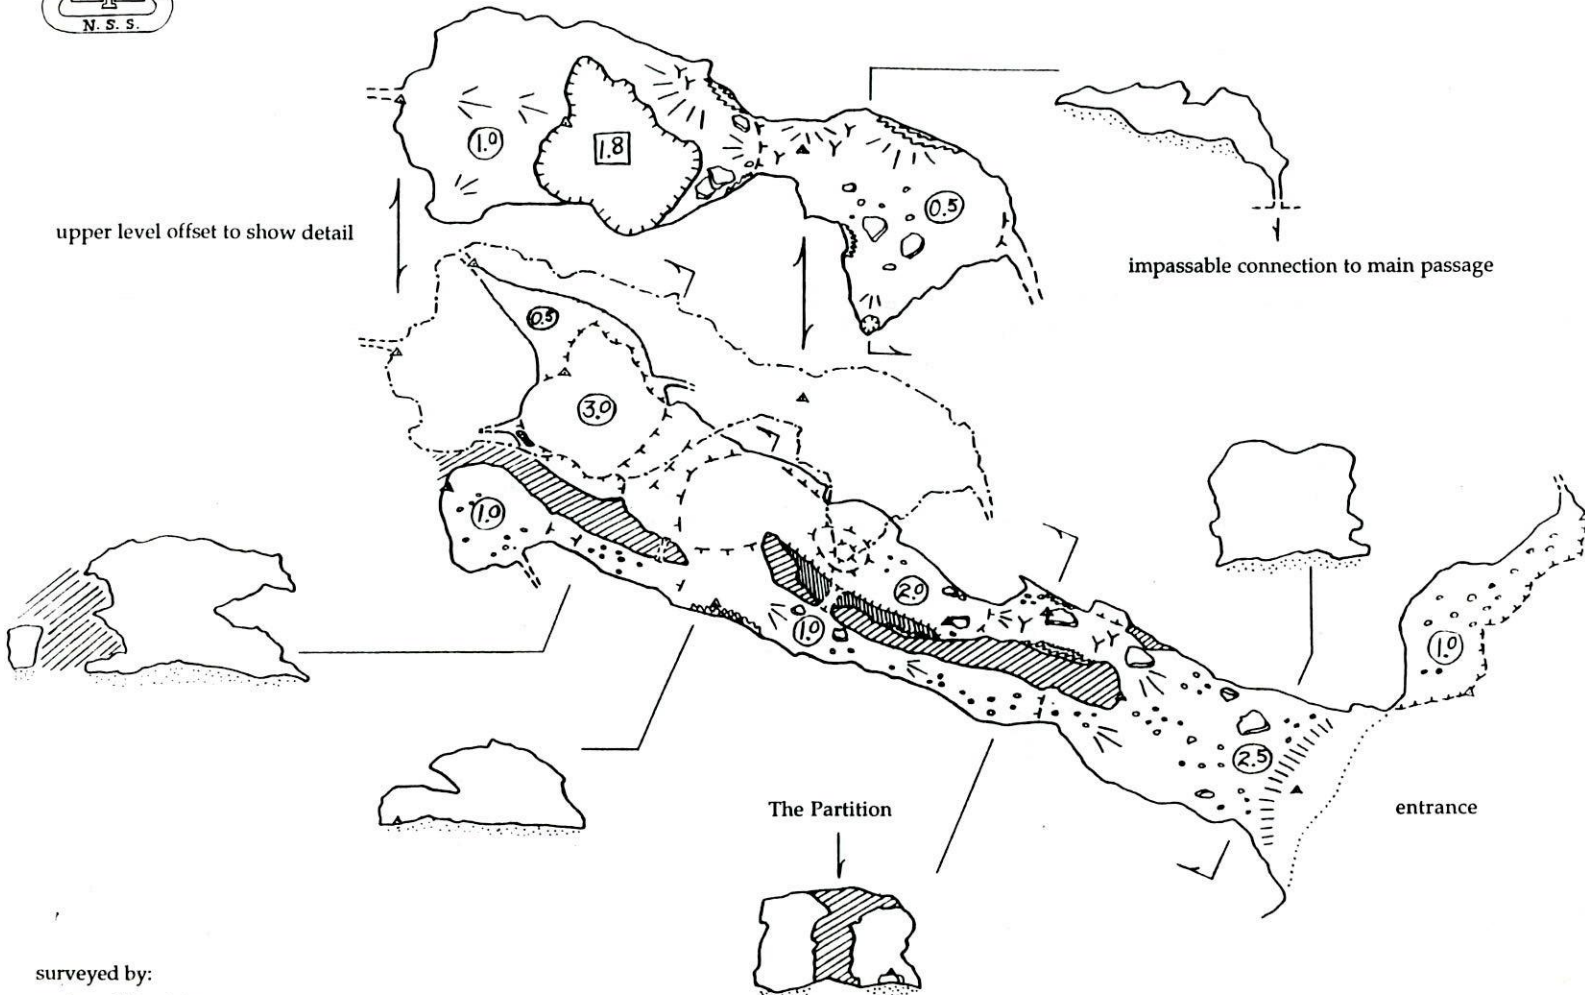 N. S. S.
1.0
1.8
0.5
upper level offset to show detail
impassable connection to main passage
0.5
3.0
1.0
2.0
1.0
1.0
2.5
The Partition
entrance
surveyed by: